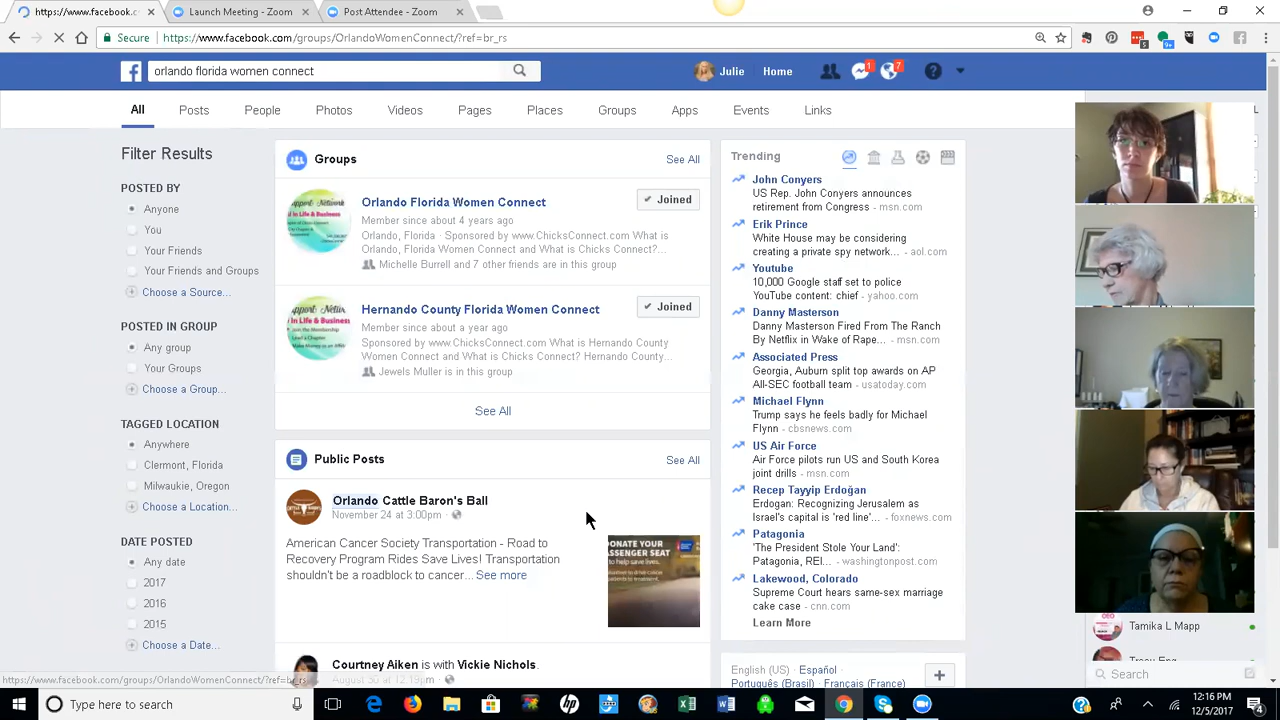 https://www.facebook.c
Launch Meeting - Zoom
Post Attendee - Zoom
Secure
https://www.facebook.com/groups/OrlandoWomenConnect/?ref=br_rs
orlando florida women connect
Julie
Home
1
7
5
9+
All
Posts
People
Photos
Videos
Pages
Places
Groups
Apps
Events
Links
Filter Results
POSTED BY
Anyone
You
Your Friends
Your Friends and Groups
Choose a Source...
POSTED IN GROUP
Any group
Your Groups
Choose a Group...
TAGGED LOCATION
Anywhere
Clermont, Florida
Milwaukie, Oregon
Choose a Location...
DATE POSTED
Any date
2017
2016
2015
Choose a Date...
https://www.facebook.com/groups/OrlandoWomenConnect/?ref=br_rs
Groups
See All
Orlando Florida Women Connect
Joined
Member since about 4 years ago
Orlando, Florida · Sponsored by www.ChicksConnect.com What is
Orlando, Florida Women Connect and What is Chicks Connect?...
Michelle Burrell and 7 other friends are in this group
Hernando County Florida Women Connect
Joined
Member since about a year ago
Sponsored by www.ChicksConnect.com What is Hernando County
Women Connect and What is Chicks Connect? Hernando County...
Jewels Muller is in this group
See All
Public Posts
See All
Orlando Cattle Baron's Ball
November 24 at 3:00pm ·
American Cancer Society Transportation - Road to
Recovery Program Rides Save Lives! Transportation
shouldn't be a roadblock to cancer... See more
DONATE YOUR
PASSENGER SEAT
to help save lives.
Courtney Aiken is with Vickie Nichols.
Trending
John Conyers
US Rep. John Conyers announces
retirement from Congress - msn.com
Erik Prince
White House may be considering
creating a private spy network... - aol.com
Youtube
10,000 Google staff set to police
YouTube content: chief - yahoo.com
Danny Masterson
Danny Masterson Fired From The Ranch
By Netflix in Wake of Rape... - msn.com
Associated Press
Georgia, Auburn split top awards on AP
All-SEC football team - usatoday.com
Michael Flynn
Trump says he feels badly for Michael
Flynn - cbsnews.com
US Air Force
Air Force pilots run US and South Korea
joint drills - msn.com
Recep Tayyip Erdoğan
Erdogan: Recognizing Jerusalem as
Israel's capital is 'red line'... - foxnews.com
Patagonia
'The President Stole Your Land':
Patagonia, REI... - washingtonpost.com
Lakewood, Colorado
Supreme Court hears same-sex marriage
cake case - cnn.com
Learn More
English (US) · Español
Português (Brasil) · Français (France)
Tamika L Mapp
Search
Type here to search
12:16 PM
12/5/2017
4